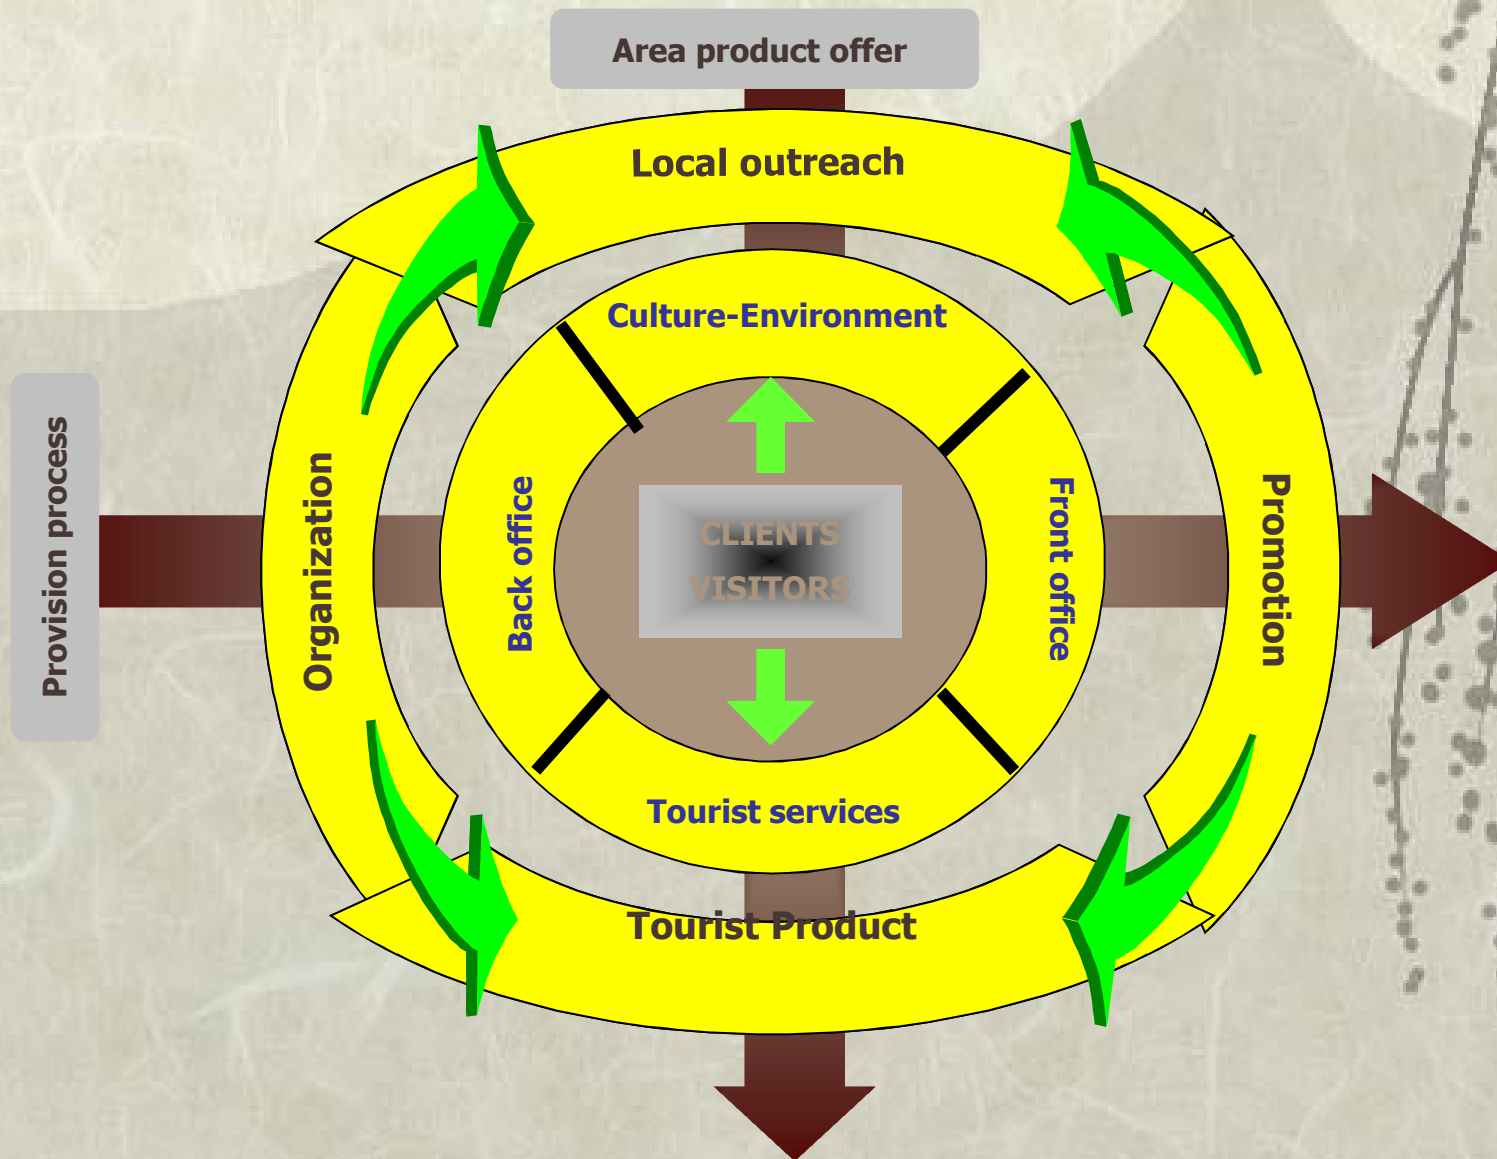 Area product offer
Local outreach
Culture-Environment
Provision process
Organization
Back office
CLIENTS
VISITORS
Front office
Promotion
Tourist services
Tourist Product